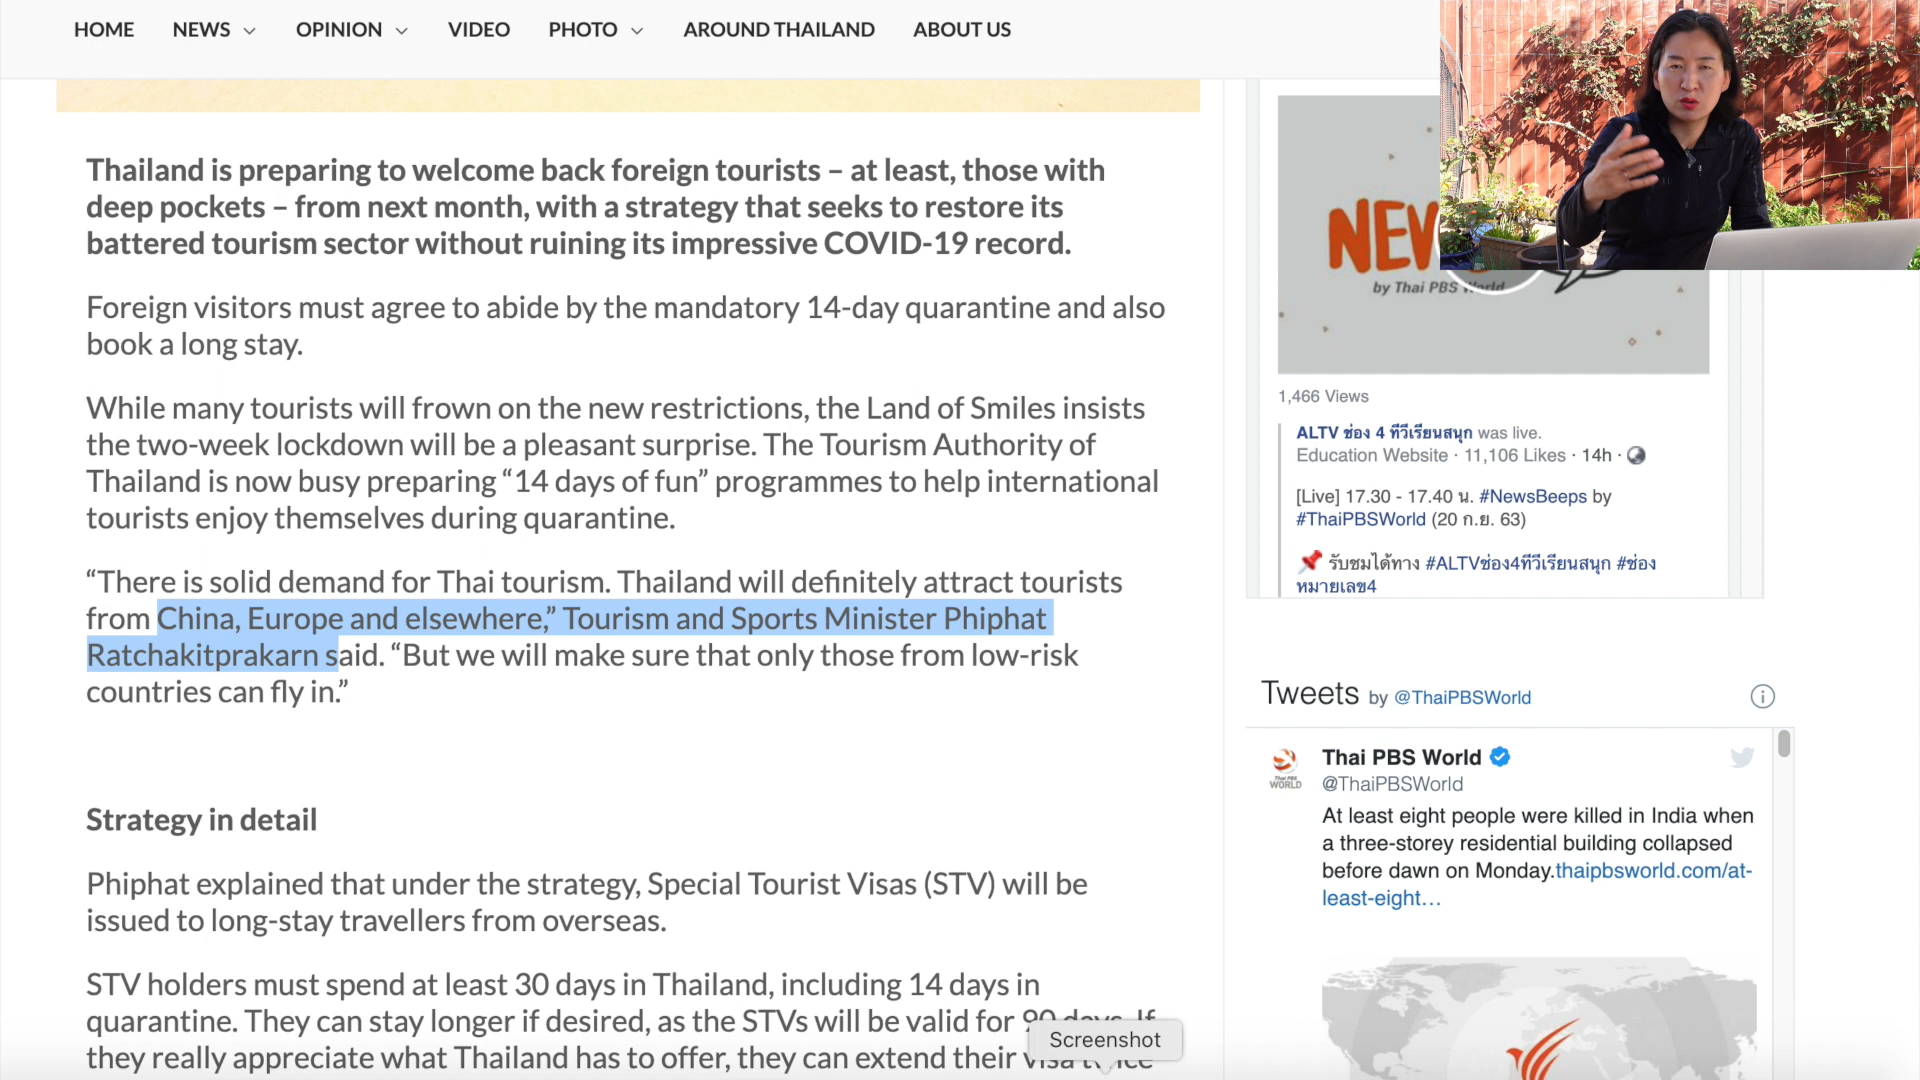 HOME NEWS OPINION VIDEO PHOTO AROUND THAILAND ABOUT US
Thailand is preparing to welcome back foreign tourists – at least, those with
deep pockets – from next month, with a strategy that seeks to restore its
battered tourism sector without ruining its impressive COVID-19 record.
Foreign visitors must agree to abide by the mandatory 14-day quarantine and also
book a long stay.
While many tourists will frown on the new restrictions, the Land of Smiles insists
the two-week lockdown will be a pleasant surprise. The Tourism Authority of
Thailand is now busy preparing “14 days of fun” programmes to help international
tourists enjoy themselves during quarantine.
“There is solid demand for Thai tourism. Thailand will definitely attract tourists
from China, Europe and elsewhere,” Tourism and Sports Minister Phiphat
Ratchakitprakarn said. “But we will make sure that only those from low-risk
countries can fly in.”
Strategy in detail
Phiphat explained that under the strategy, Special Tourist Visas (STV) will be
issued to long-stay travellers from overseas.
STV holders must spend at least 30 days in Thailand, including 14 days in
quarantine. They can stay longer if desired, as the STVs will be valid for 90 days. If
they really appreciate what Thailand has to offer, they can extend their visa twice
Screenshot
NEW
by Thai PBS World
1,466 Views
ALTV ช่อง 4 ทีวีเรียนสนุก was live.
Education Website · 11,106 Likes · 14h ·
[Live] 17.30 - 17.40 น. #NewsBeeps by
#ThaiPBSWorld (20 ก.ย. 63)
รับชมได้ทาง #ALTVช่อง4ทีวีเรียนสนุก #ช่อง
หมายเลข4
Tweets by @ThaiPBSWorld
Thai PBS World
@ThaiPBSWorld
Thai PBS
WORLD
At least eight people were killed in India when
a three-storey residential building collapsed
before dawn on Monday.thaipbsworld.com/at-
least-eight…